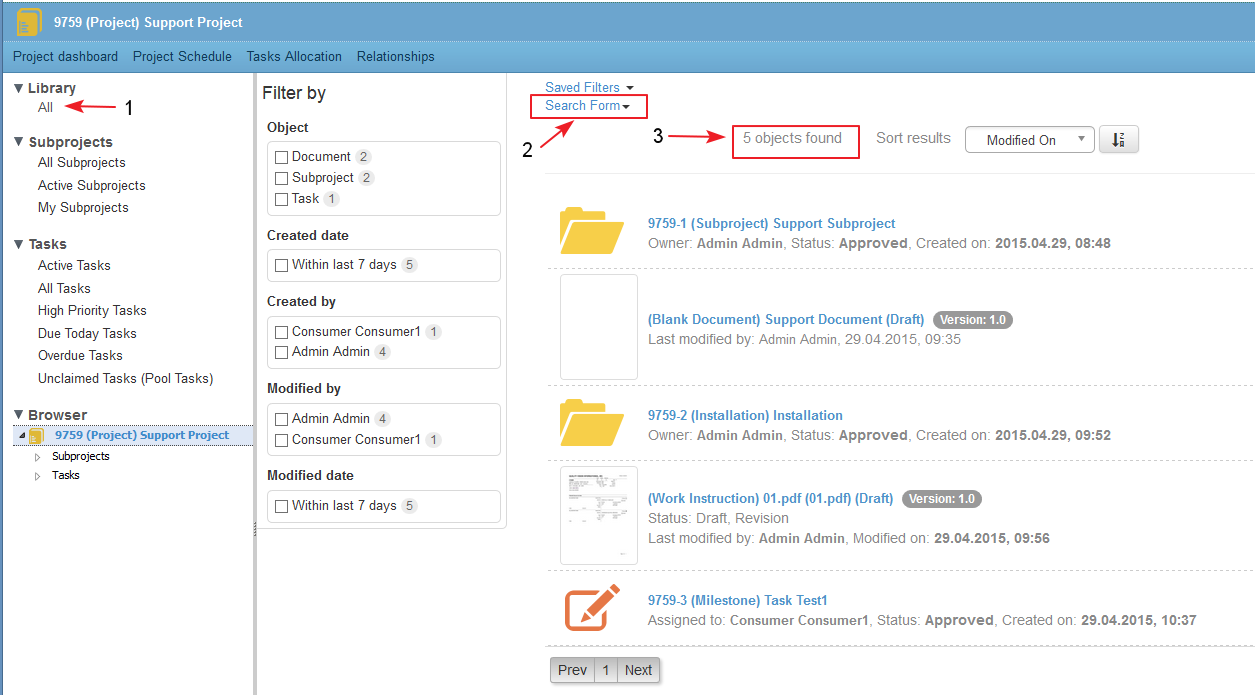 9759 (Project) Support Project
Project dashboard Project Schedule Tasks Allocation Relationships
Library
All
1
Subprojects
All Subprojects
Active Subprojects
My Subprojects
Tasks
Active Tasks
All Tasks
High Priority Tasks
Due Today Tasks
Overdue Tasks
Unclaimed Tasks (Pool Tasks)
Browser
9759 (Project) Support Project
Subprojects
Tasks
Filter by
Object
Document 2
Subproject 2
Task 1
Created date
Within last 7 days 5
Created by
Consumer Consumer1 1
Admin Admin 4
Modified by
Admin Admin 4
Consumer Consumer1 1
Modified date
Within last 7 days 5
Saved Filters
Search Form
2
3
5 objects found Sort results Modified On
9759-1 (Subproject) Support Subproject
Owner: Admin Admin, Status: Approved, Created on: 2015.04.29, 08:48
(Blank Document) Support Document (Draft) Version: 1.0
Last modified by: Admin Admin, 29.04.2015, 09:35
9759-2 (Installation) Installation
Owner: Admin Admin, Status: Approved, Created on: 2015.04.29, 09:52
(Work Instruction) 01.pdf (01.pdf) (Draft) Version: 1.0
Status: Draft, Revision
Last modified by: Admin Admin, Modified on: 29.04.2015, 09:56
9759-3 (Milestone) Task Test1
Assigned to: Consumer Consumer1, Status: Approved, Created on: 29.04.2015, 10:37
Prev 1 Next